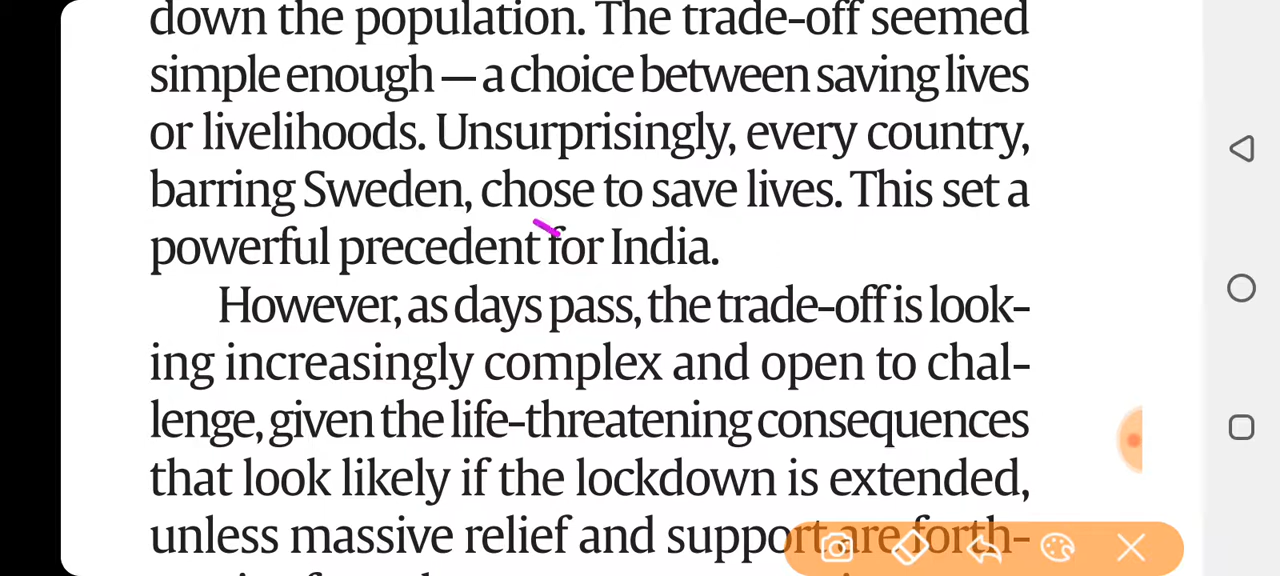 down the population. The trade-off seemed
simple enough — a choice between saving lives
or livelihoods. Unsurprisingly, every country,
barring Sweden, chose to save lives. This set a
powerful precedent for India.
However, as days pass, the trade-off is look-
ing increasingly complex and open to chal-
lenge, given the life-threatening consequences
that look likely if the lockdown is extended,
unless massive relief and support are forth-